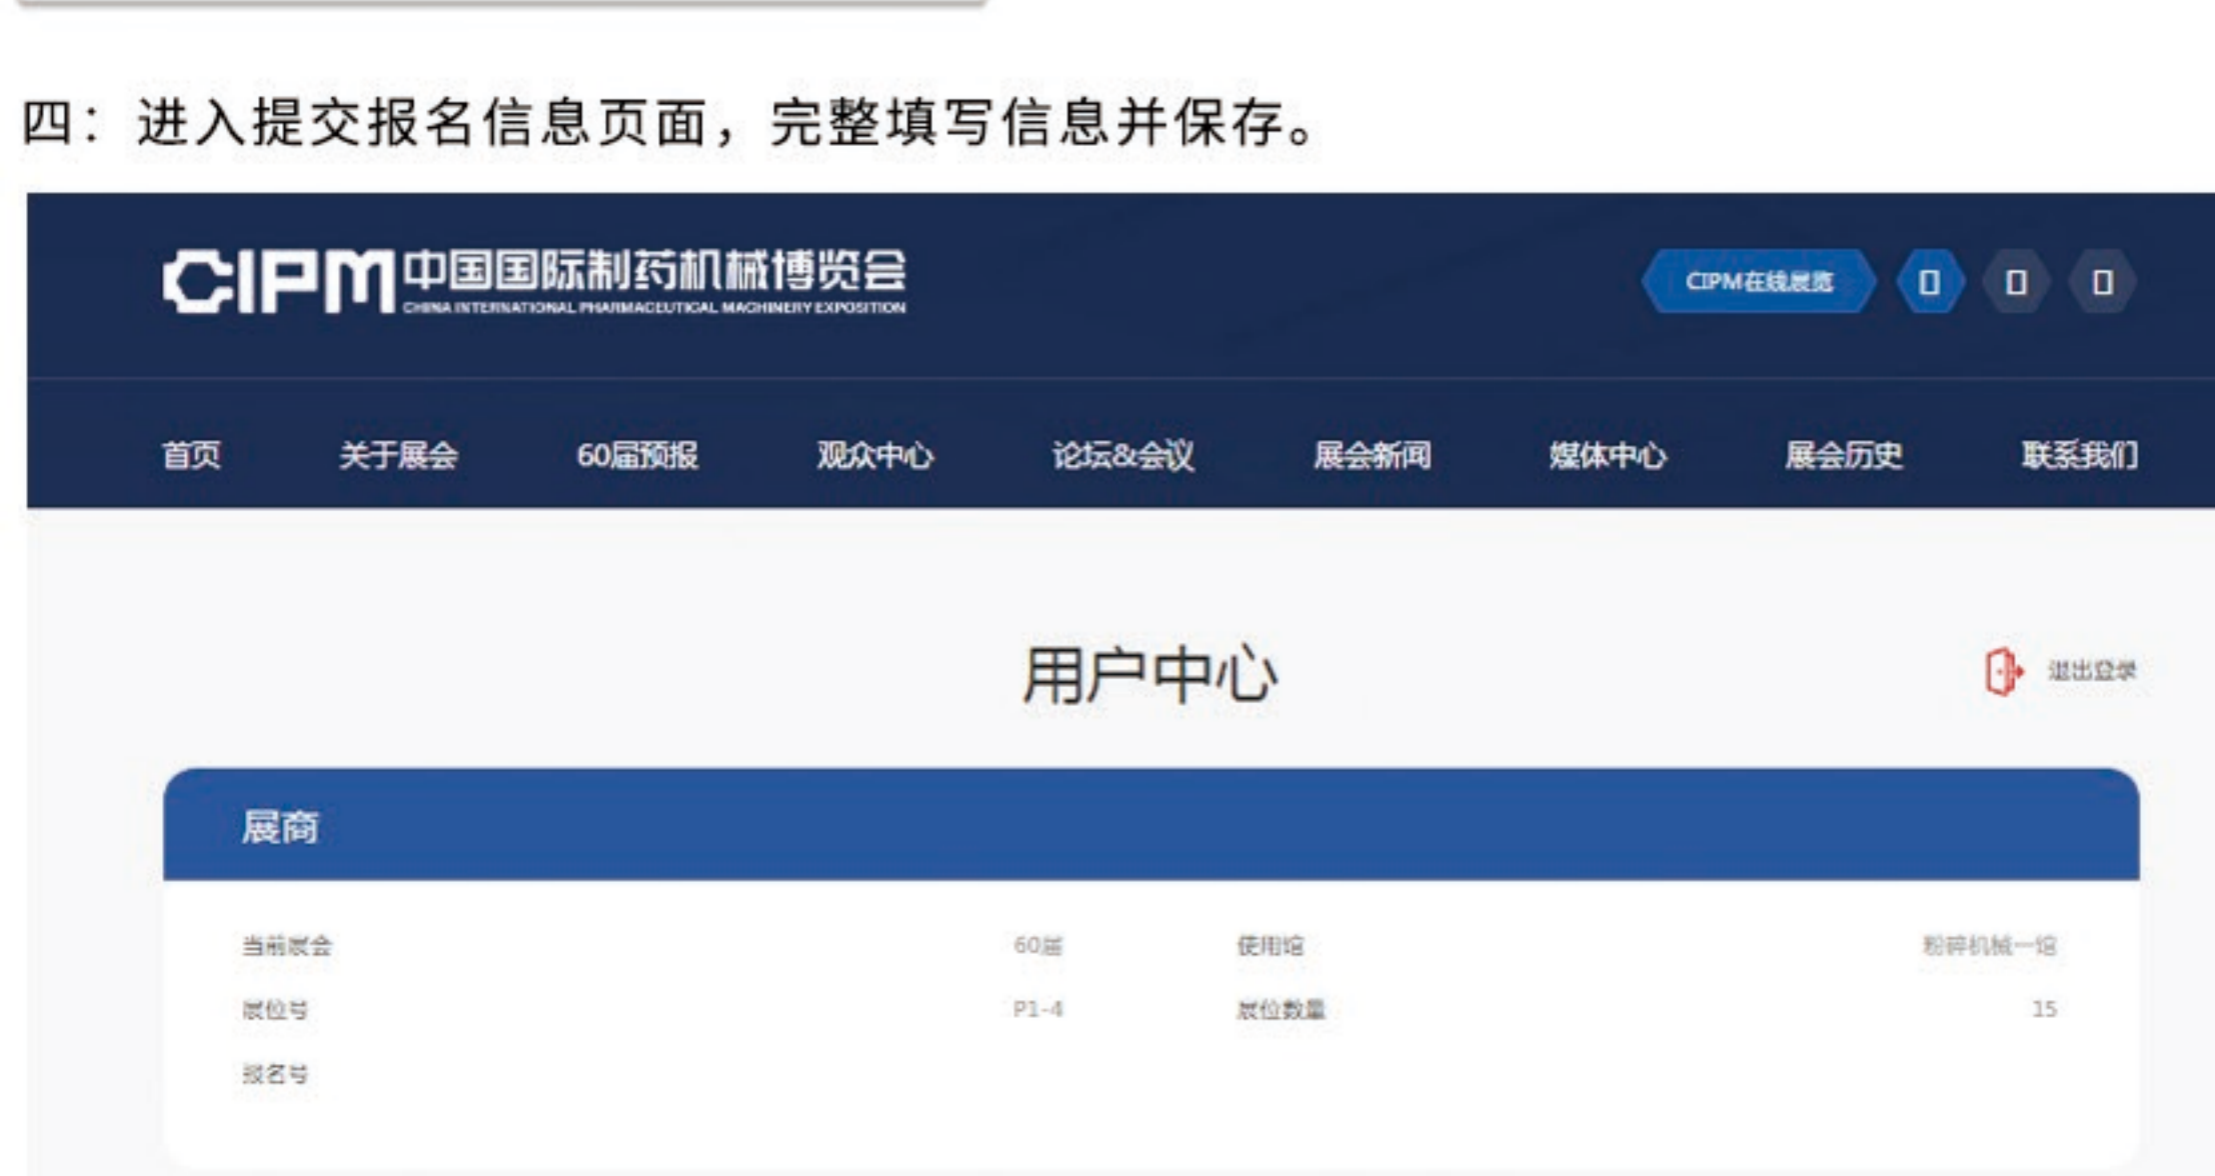 四：进入提交报名信息页面，完整填写信息并保存。
CIPM 中国国际制药机械博览会
CHINA INTERNATIONAL PHARMACEUTICAL MACHINERY EXPOSITION
CIPM在线展览
首页 关于展会 60届预报 观众中心 论坛&会议 展会新闻 媒体中心 展会历史 联系我们
用户中心
退出登录
展商
当前展会 60届 使用馆 粉碎机械一馆
展位号 P1-4 展位数量 15
报名号